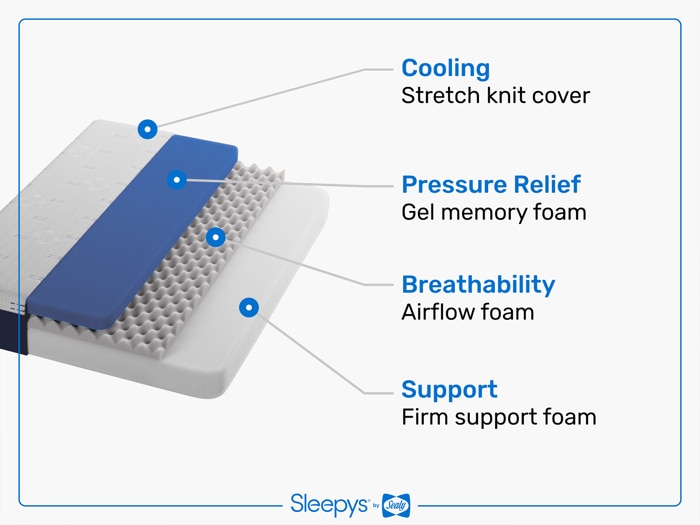 Cooling
Stretch knit cover
Pressure Relief
Gel memory foam
Breathability
Airflow foam
Support
Firm support foam
Sleepys® by Sealy